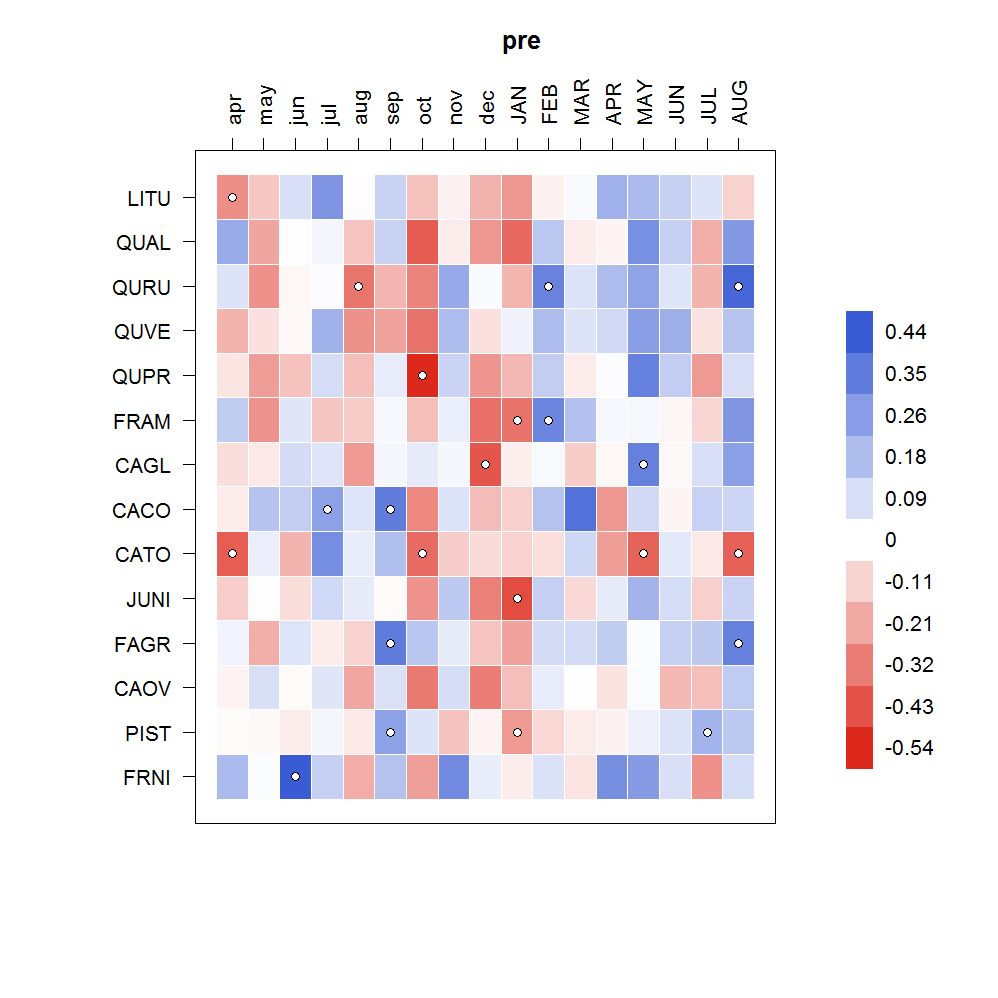 pre
apr may jun jul aug sep oct nov dec JAN FEB MAR APR MAY JUN JUL AUG
LITU
QUAL
QURU
QUVE
QUPR
FRAM
CAGL
CACO
CATO
JUNI
FAGR
CAOV
PIST
FRNI
0.44
0.35
0.26
0.18
0.09
0
-0.11
-0.21
-0.32
-0.43
-0.54